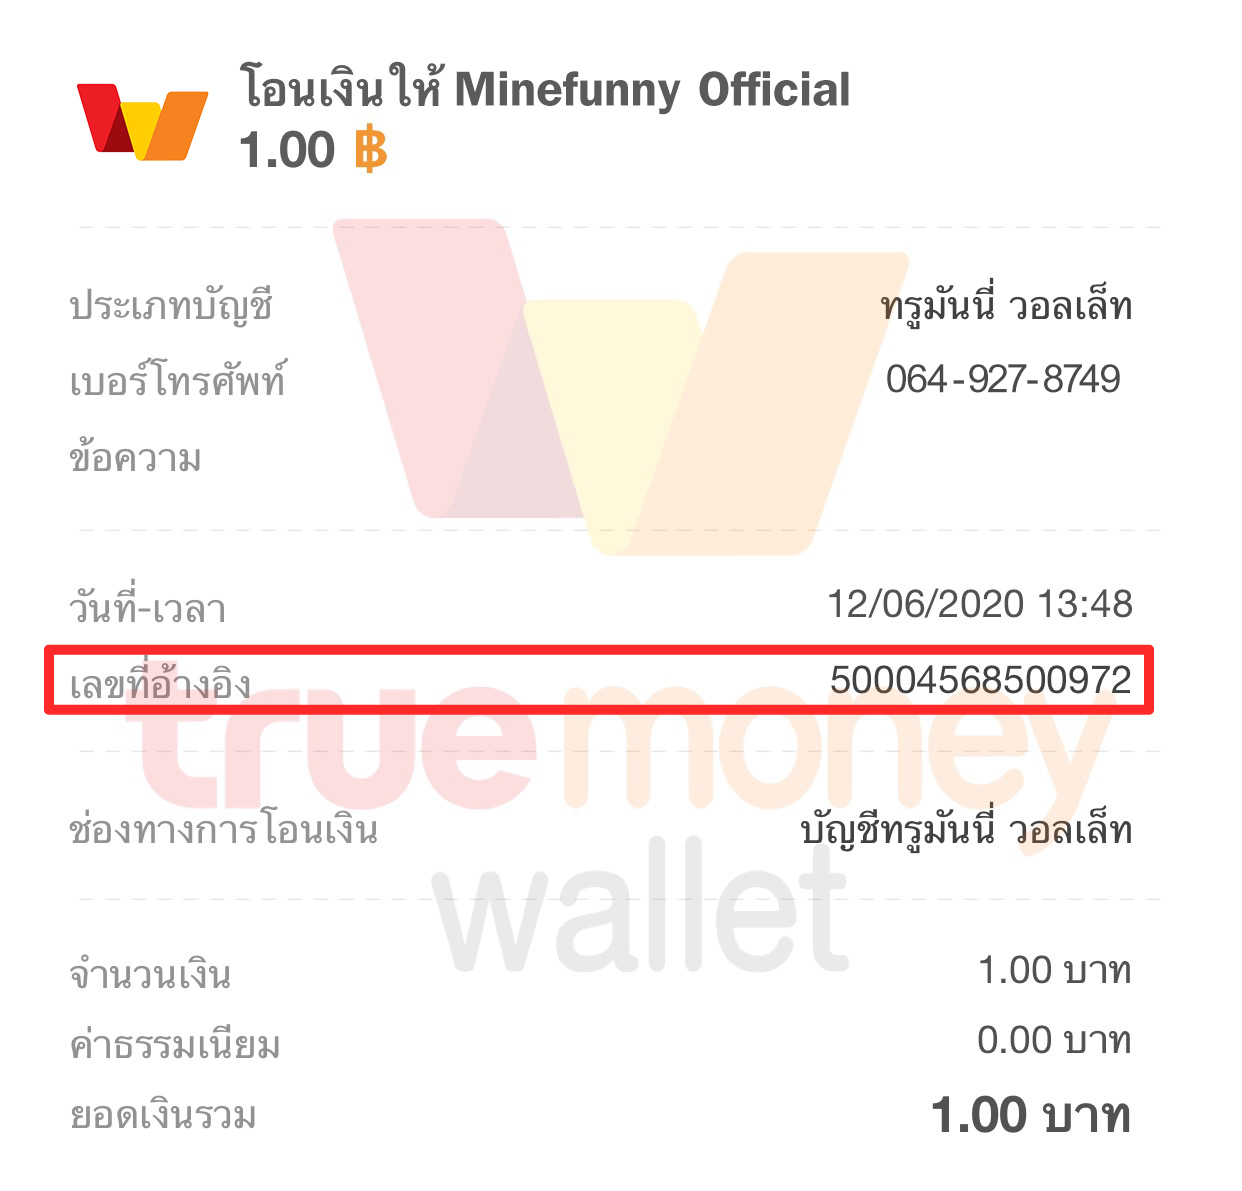 โอนเงินให้ Minefunny Official
1.00 ฿
ประเภทบัญชี ทรูมันนี่ วอลเล็ท
เบอร์โทรศัพท์ 064-927-8749
ข้อความ
วันที่-เวลา 12/06/2020 13:48
เลขที่อ้างอิง 50004568500972
truemoney
ช่องทางการโอนเงิน บัญชีทรูมันนี่ วอลเล็ท
wallet
จำนวนเงิน 1.00 บาท
ค่าธรรมเนียม 0.00 บาท
ยอดเงินรวม 1.00 บาท